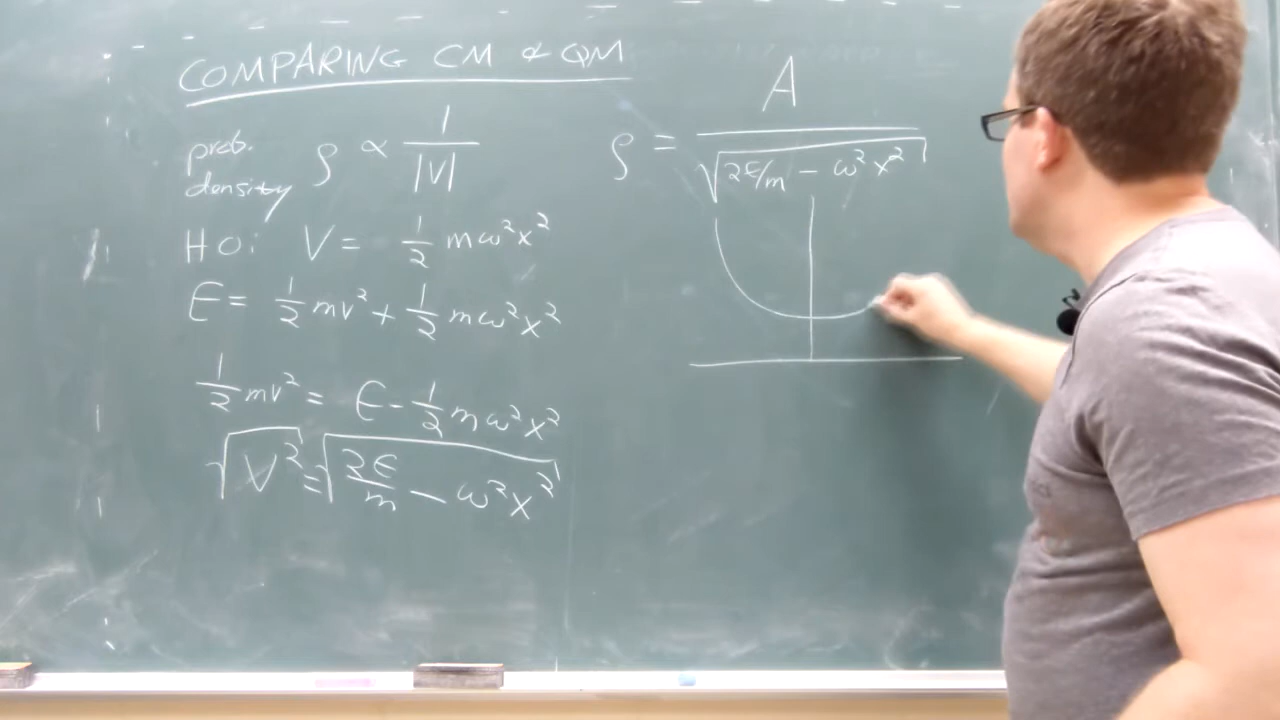 COMPARING CM & QM
prob. density ρ ∝ 1/|V|
HO: V = 1/2 mω²x²
E = 1/2 mv² + 1/2 mω²x²
1/2 mv² = E - 1/2 mω²x²
√V² = √(2E/m - ω²x²)
ρ = A/√(2E/m - ω²x²)